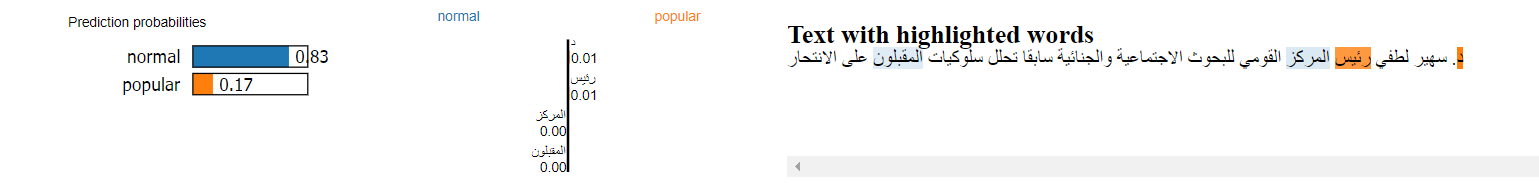 Prediction probabilities
normal
0.83
popular
0.17
normal
popular
د
0.01
رئيس
0.01
المركز
0.00
المقبلون
0.00
Text with highlighted words
د. سهير لطفي رئيس المركز القومي للبحوث الاجتماعية والجنائية سابقا تحلل سلوكيات المقبلون على الانتحار